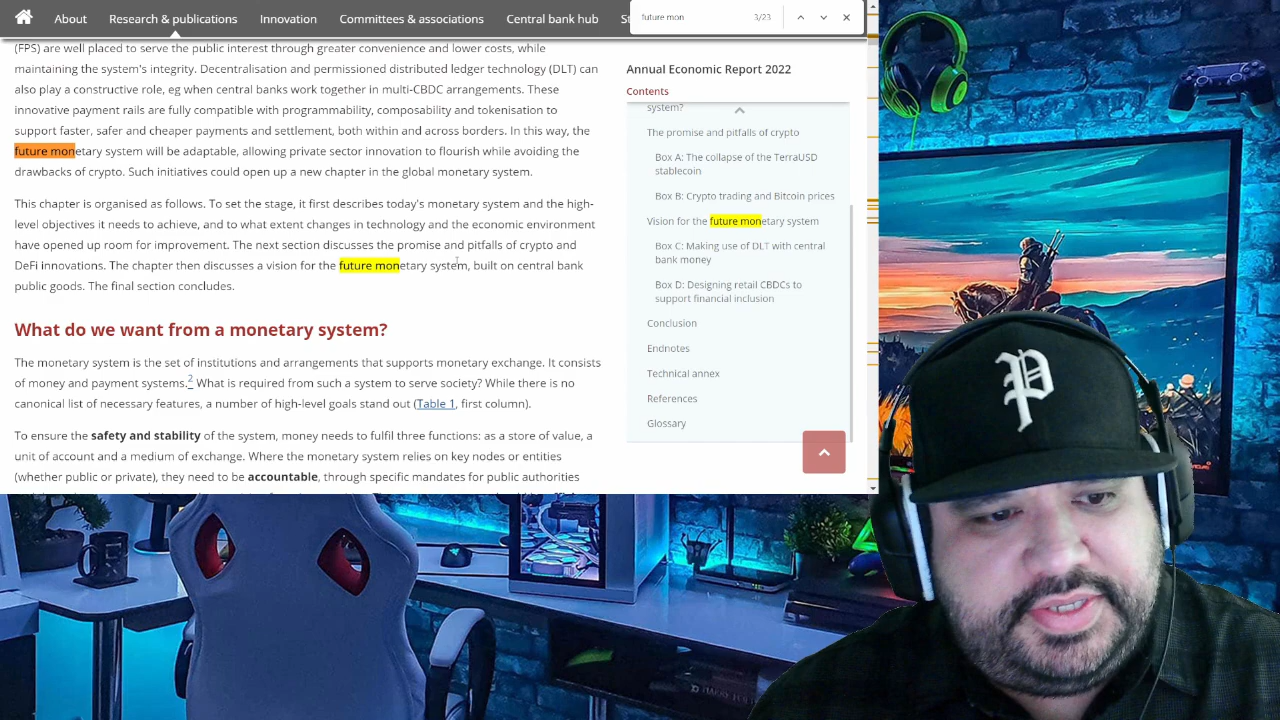 About Research & publications Innovation Committees & associations Central bank hub St
future mon 3/23
(FPS) are well placed to serve the public interest through greater convenience and lower costs, while
maintaining the system's integrity. Decentralisation and permissioned distributed ledger technology (DLT) can
also play a constructive role, eg when central banks work together in multi-CBDC arrangements. These
innovative payment rails are fully compatible with programmability, composability and tokenisation to
support faster, safer and cheaper payments and settlement, both within and across borders. In this way, the
future monetary system will be adapable, allowing private sector innovation to flourish while avoiding the
drawbacks of crypto. Such initiatives could open up a new chapter in the global monetary system.
This chapter is organised as follows. To set the stage, it first describes today's monetary system and the high-
level objectives it needs to achieve, and to what extent changes in technology and the economic environment
have opened up room for improvement. The next section discusses the promise and pitfalls of crypto and
DeFi innovations. The chapter then discusses a vision for the future monetary system, built on central bank
public goods. The final section concludes.
What do we want from a monetary system?
The monetary system is the set of institutions and arrangements that supports monetary exchange. It consists
of money and payment systems.2 What is required from such a system to serve society? While there is no
canonical list of necessary features, a number of high-level goals stand out (Table 1, first column).
To ensure the safety and stability of the system, money needs to fulfil three functions: as a store of value, a
unit of account and a medium of exchange. Where the monetary system relies on key nodes or entities
(whether public or private), they need to be accountable, through specific mandates for public authorities
Annual Economic Report 2022
Contents
system?
The promise and pitfalls of crypto
Box A: The collapse of the TerraUSD
stablecoin
Box B: Crypto trading and Bitcoin prices
Vision for the future monetary system
Box C: Making use of DLT with central
bank money
Box D: Designing retail CBDCs to
support financial inclusion
Conclusion
Endnotes
Technical annex
References
Glossary
P